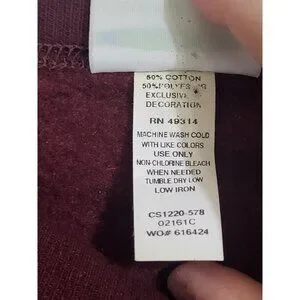 50% COTTON
EXCLUSIVE
DECORATION
RN 49314
MACHINE WASH COLD
WITH LIKE COLORS
USE ONLY
NON-CHLORINE BLEACH
WHEN NEEDED
TUMBLE DRY LOW
LOW IRON
CS1220-578
02161C
WO# 616424